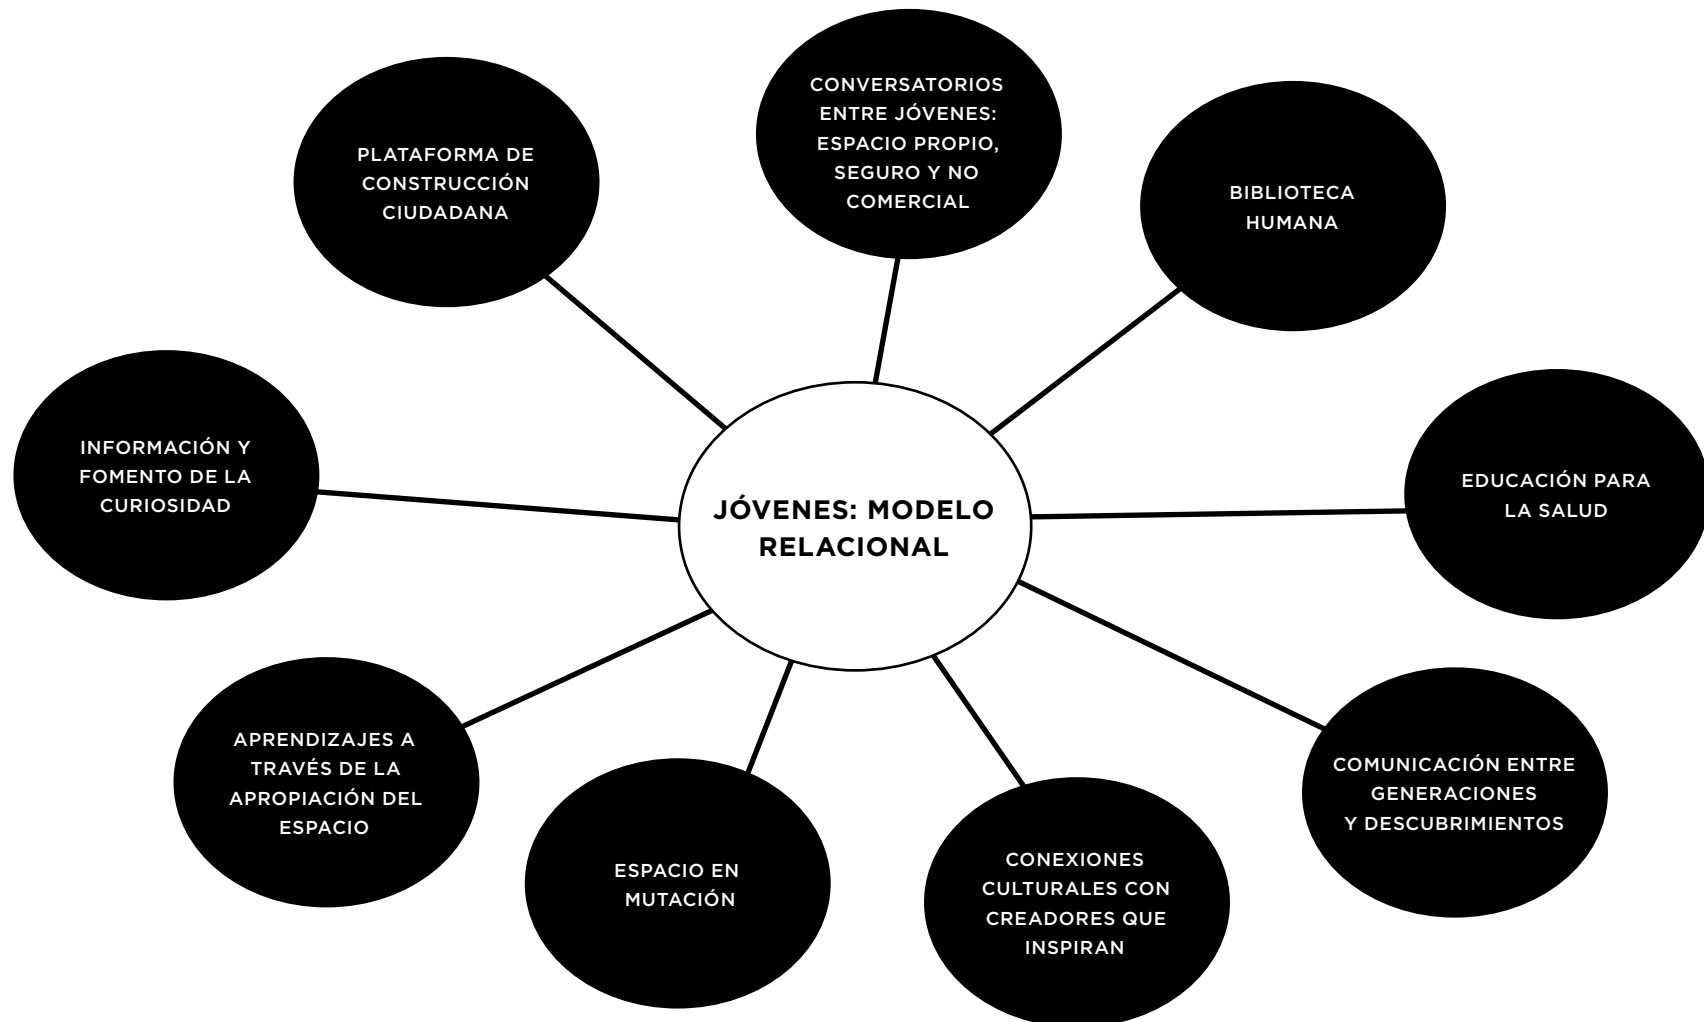 CONVERSATORIOS
ENTRE JÓVENES:
ESPACIO PROPIO,
SEGURO Y NO
COMERCIAL
PLATAFORMA DE
CONSTRUCCIÓN
CIUDADANA
BIBLIOTECA
HUMANA
INFORMACIÓN Y
FOMENTO DE LA
CURIOSIDAD
EDUCACIÓN PARA
LA SALUD
JÓVENES: MODELO
RELACIONAL
APRENDIZAJES A
TRAVÉS DE LA
APROPIACIÓN DEL
ESPACIO
COMUNICACIÓN ENTRE
GENERACIONES
Y DESCUBRIMIENTOS
ESPACIO EN
MUTACIÓN
CONEXIONES
CULTURALES CON
CREADORES QUE
INSPIRAN